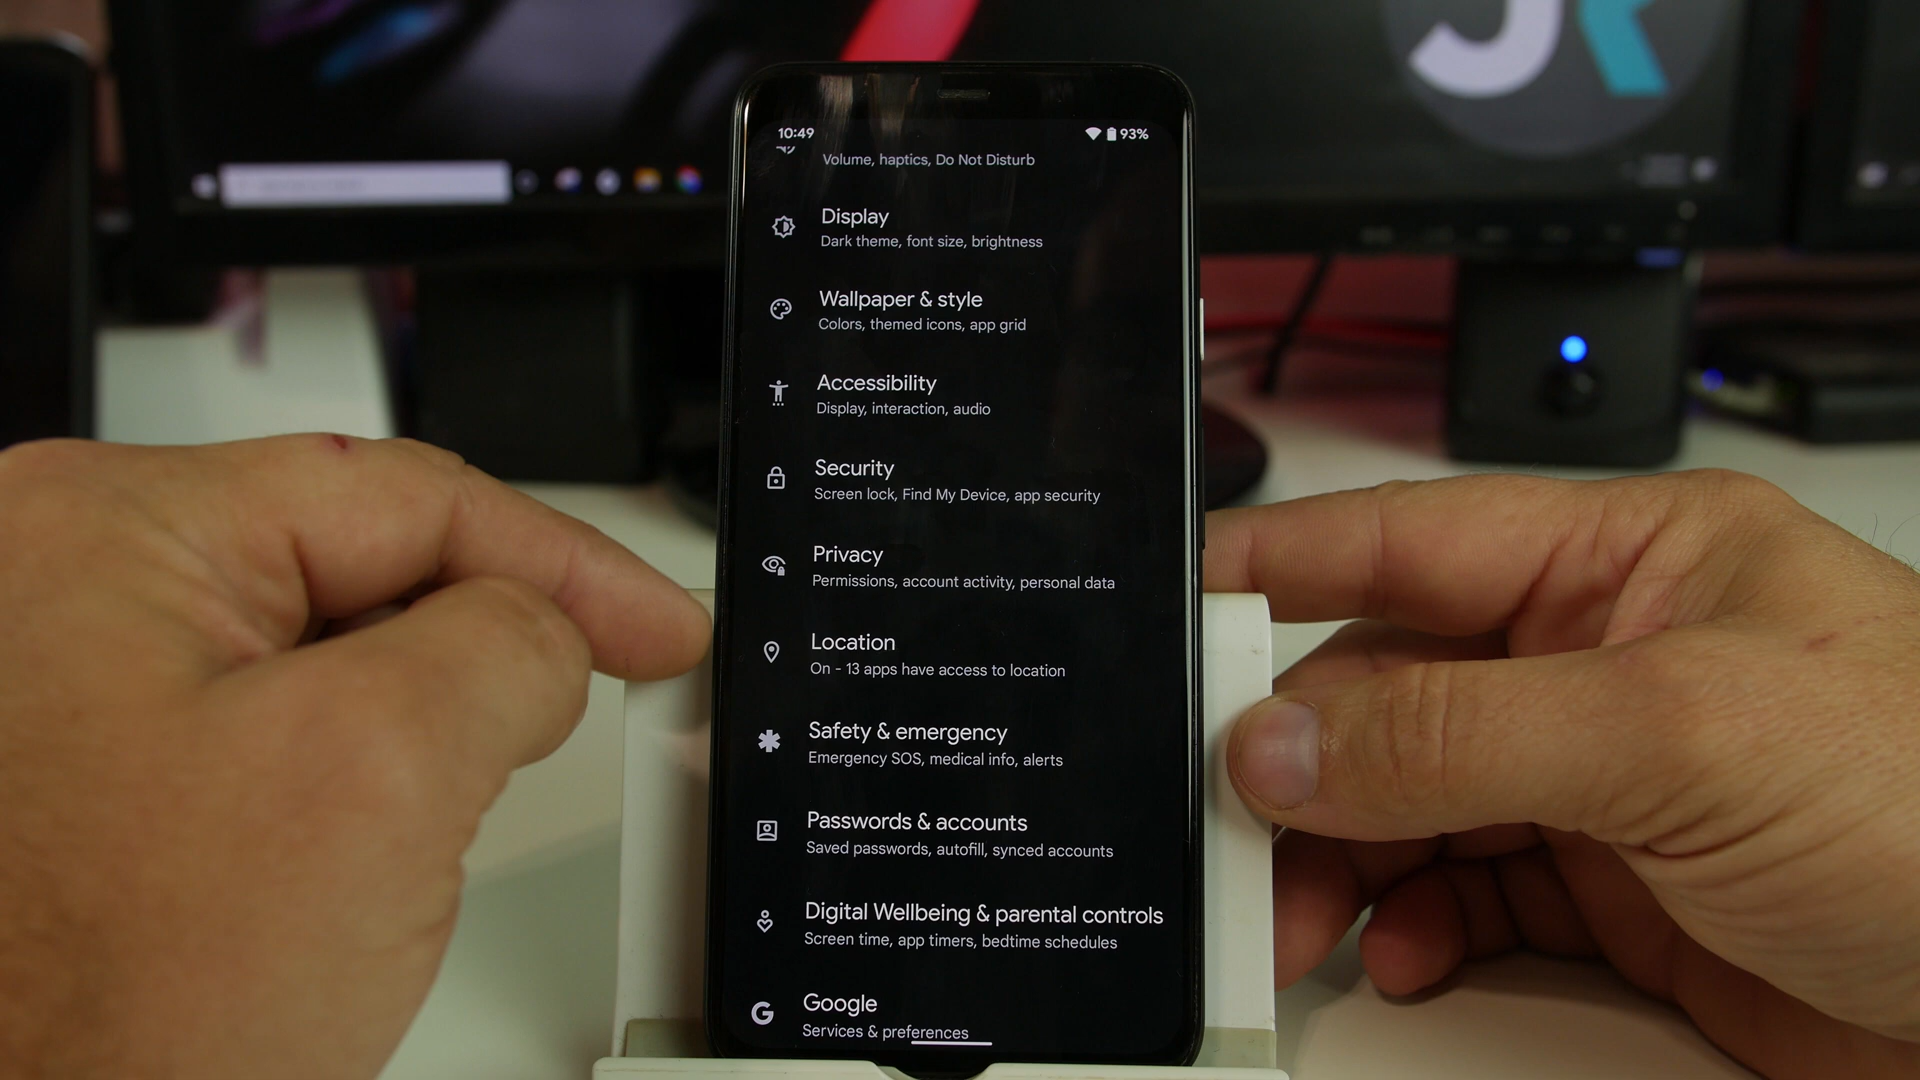 10:49
93%
Volume, haptics, Do Not Disturb
Display
Dark theme, font size, brightness
Wallpaper & style
Colors, themed icons, app grid
Accessibility
Display, interaction, audio
Security
Screen lock, Find My Device, app security
Privacy
Permissions, account activity, personal data
Location
On - 13 apps have access to location
Safety & emergency
Emergency SOS, medical info, alerts
Passwords & accounts
Saved passwords, autofill, synced accounts
Digital Wellbeing & parental controls
Screen time, app timers, bedtime schedules
G
Google
Services & preferences